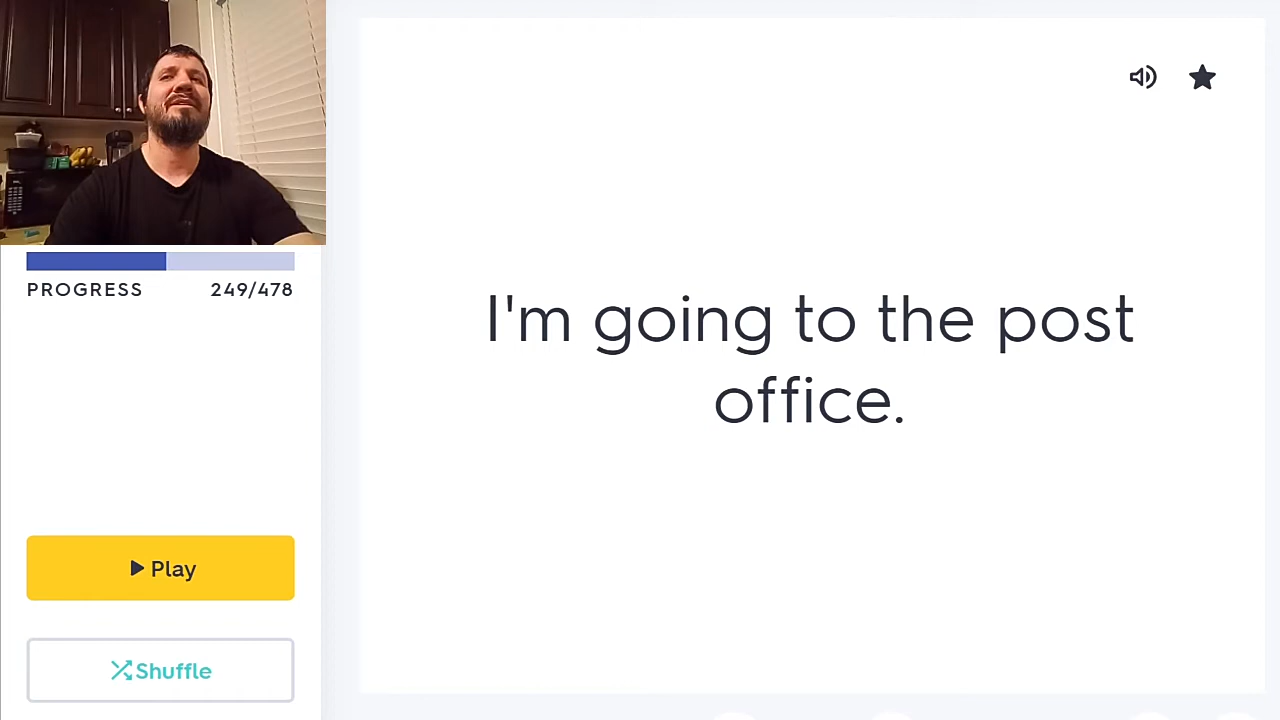 PROGRESS 249/478
Play
Shuffle
I'm going to the post
office.